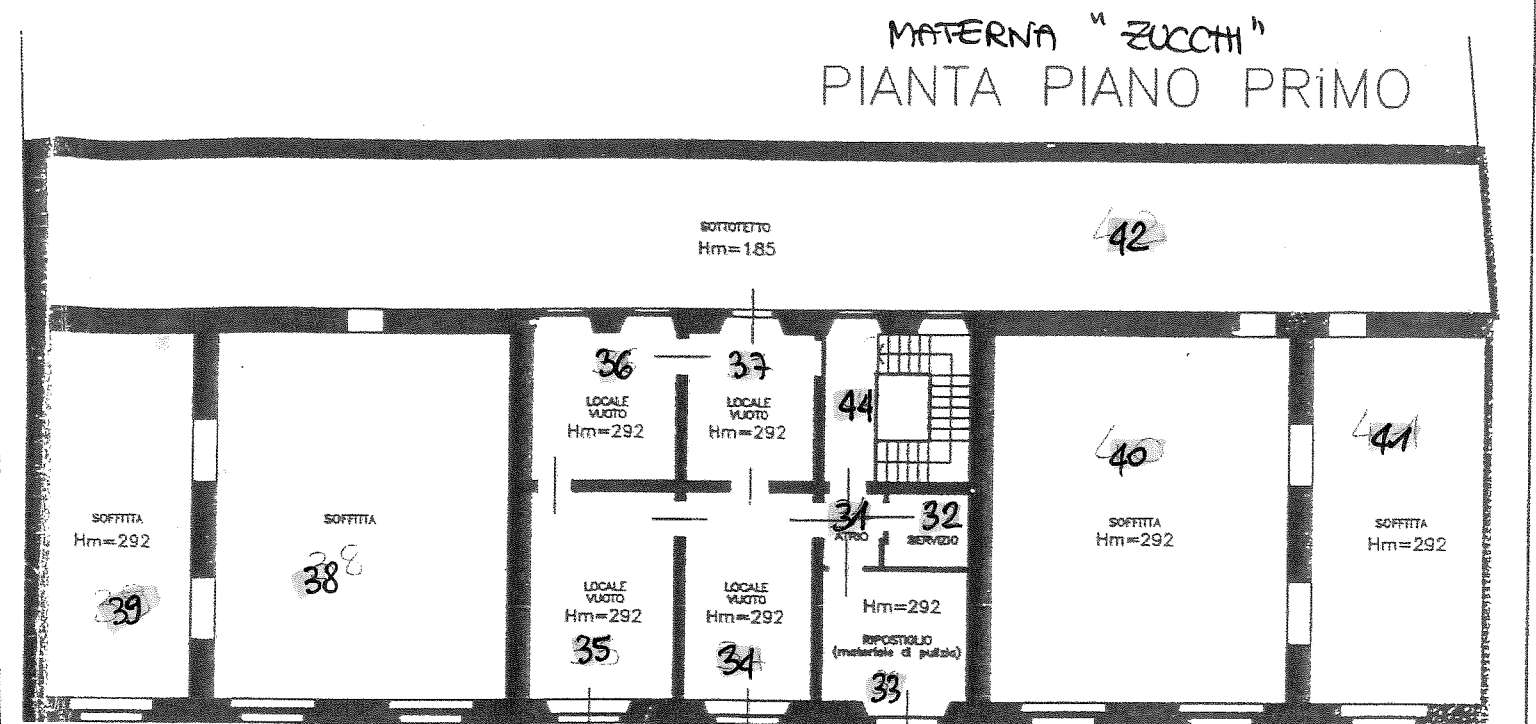 MATERNA "ZUCCHI"
PIANTA PIANO PRiMO
SOTTOTETTO
Hm=185
42
36
LOCALE
VUOTO
Hm=292
37
LOCALE
VUOTO
Hm=292
44
40
41
SOFFITTA
Hm=292
39
SOFFITTA
38
31
ATRIO
32
SERVIZIO
SOFFITTA
Hm=292
SOFFITTA
Hm=292
LOCALE
VUOTO
Hm=292
35
LOCALE
VUOTO
Hm=292
34
Hm=292
RIPOSTIGLIO
(materiale di pulizia)
33